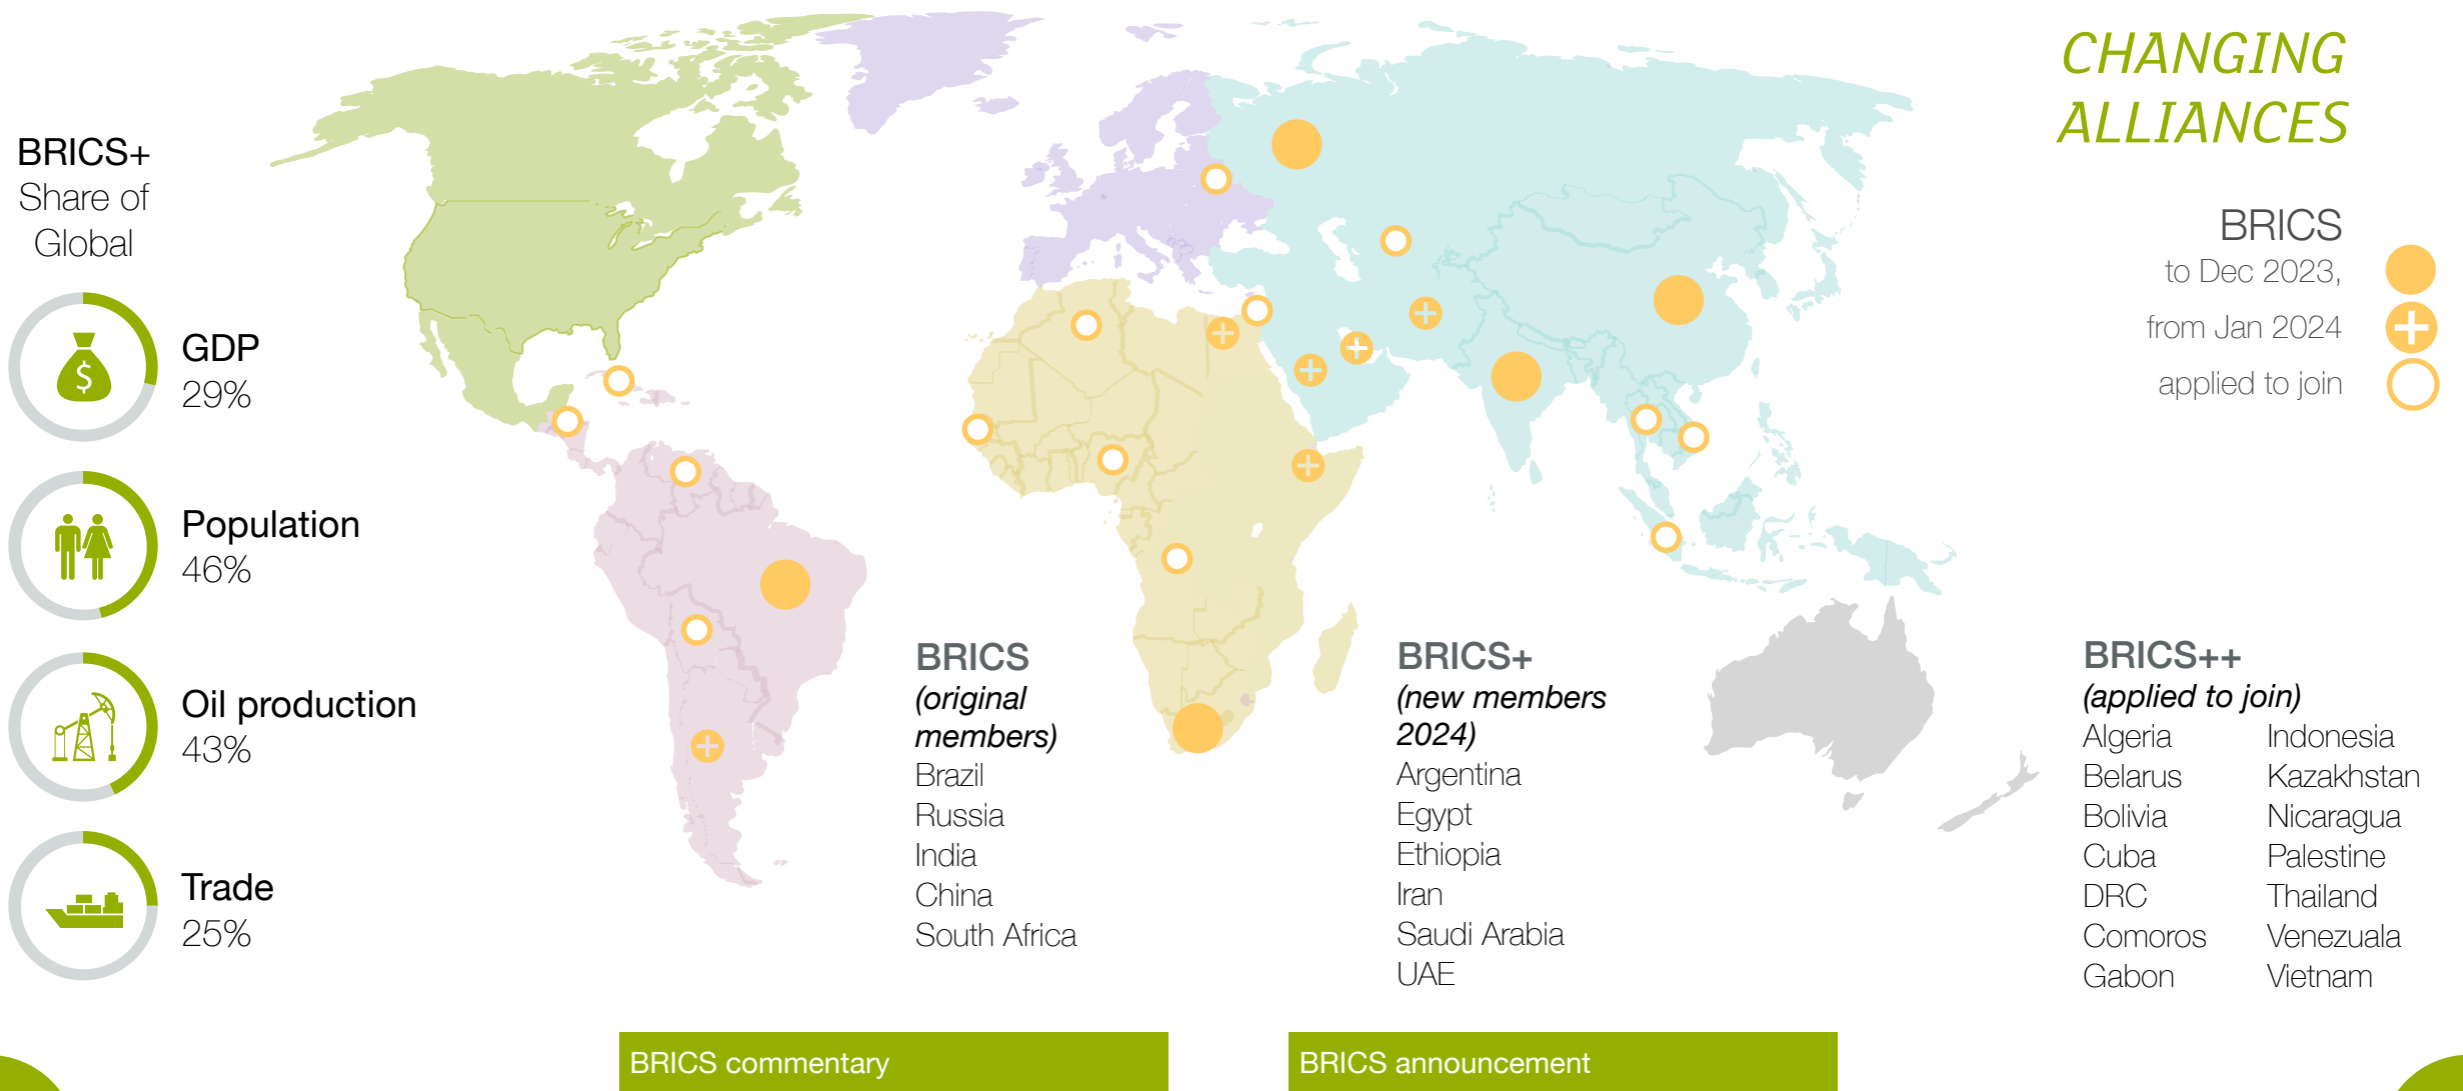 CHANGING
ALLIANCES
BRICS+
Share of
Global
$
GDP
29%
Population
46%
Oil production
43%
Trade
25%
BRICS
to Dec 2023,
from Jan 2024
applied to join
BRICS
(original
members)
Brazil
Russia
India
China
South Africa
BRICS+
(new members
2024)
Argentina
Egypt
Ethiopia
Iran
Saudi Arabia
UAE
BRICS++
(applied to join)
Algeria
Belarus
Bolivia
Cuba
DRC
Comoros
Gabon
Indonesia
Kazakhstan
Nicaragua
Palestine
Thailand
Venezuala
Vietnam
BRICS commentary
BRICS announcement